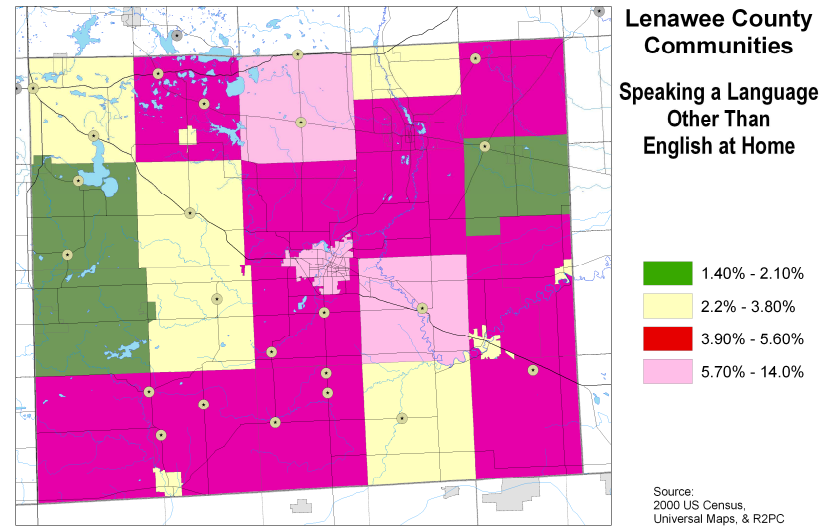 Lenawee County
Communities
Speaking a Language
Other Than
English at Home
1.40% - 2.10%
2.2% - 3.80%
3.90% - 5.60%
5.70% - 14.0%
Source:
2000 US Census,
Universal Maps, & R2PC